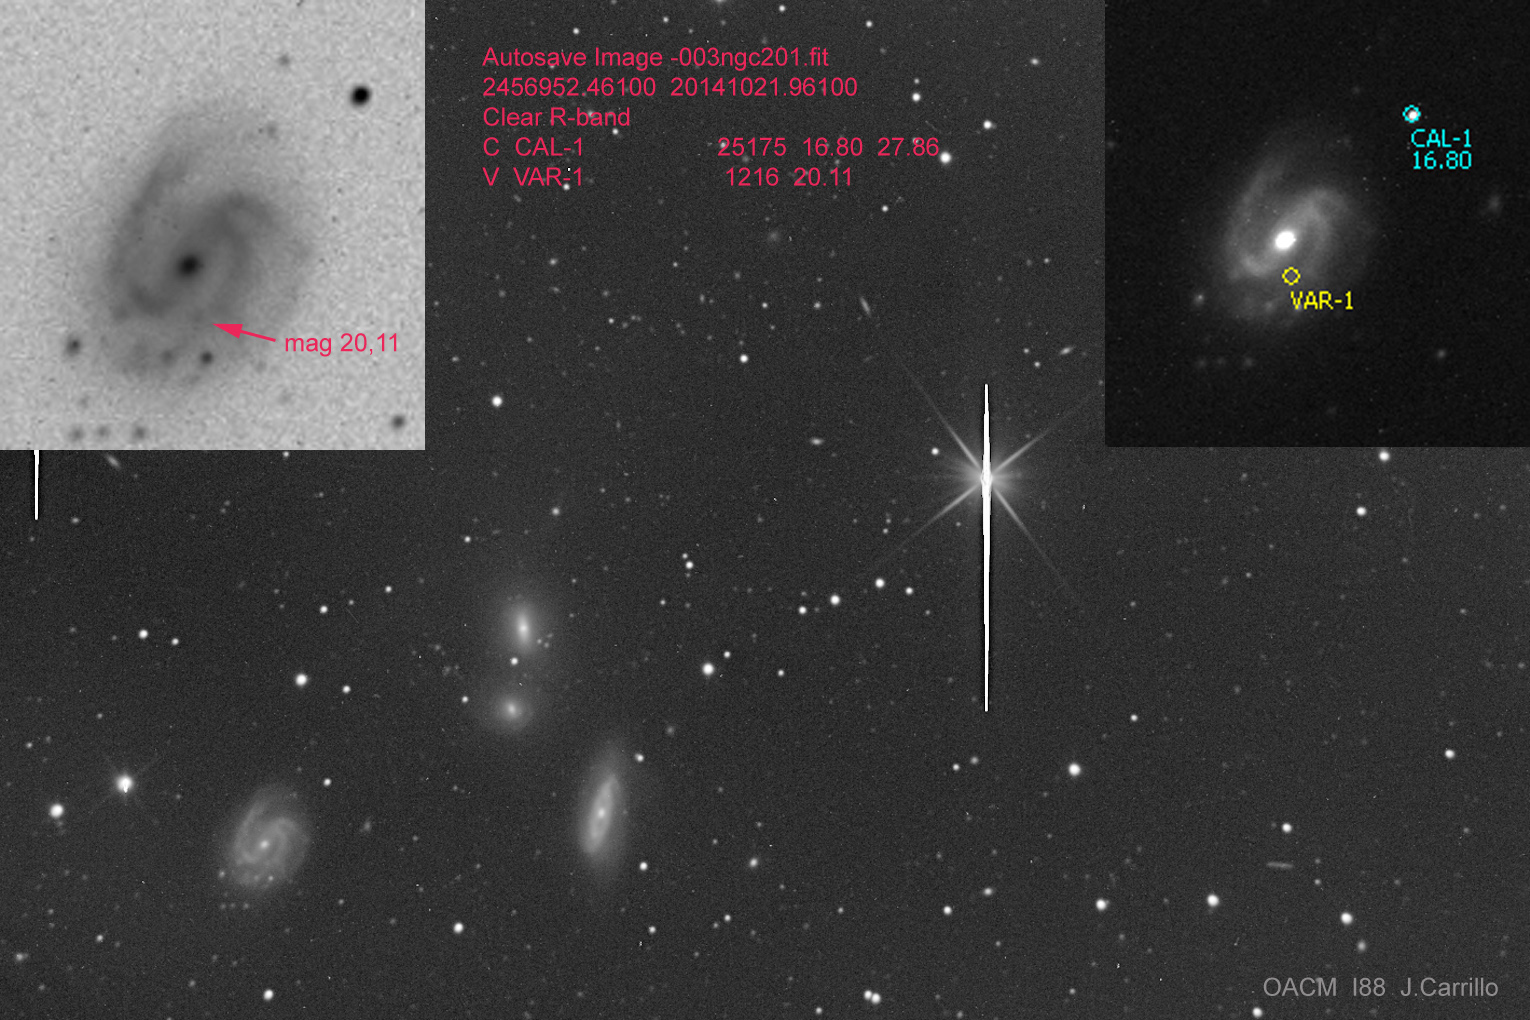 Autosave Image -003ngc201.fit
2456952.46100 20141021.96100
Clear R-band
C CAL-1 25175 16.80 27.86
V VAR-1 1216 20.11
CAL-1
16.80
VAR-1
mag 20,11
OACM I88 J.Carrillo